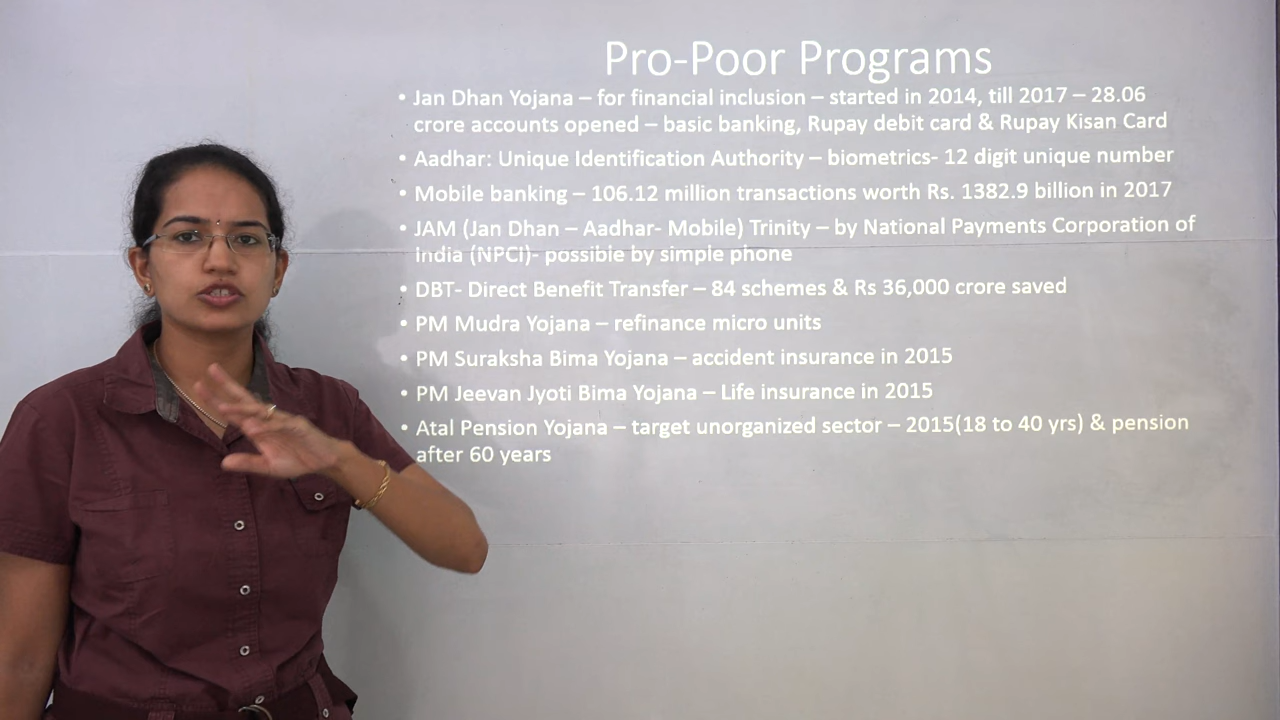 Pro-Poor Programs
• Jan Dhan Yojana – for financial inclusion – started in 2014, till 2017 – 28.06
crore accounts opened – basic banking, Rupay debit card & Rupay Kisan Card
• Aadhar: Unique Identification Authority – biometrics- 12 digit unique number
• Mobile banking – 106.12 million transactions worth Rs. 1382.9 billion in 2017
• JAM (Jan Dhan – Aadhar- Mobile) Trinity – by National Payments Corporation of
India (NPCI)- possible by simple phone
• DBT- Direct Benefit Transfer – 84 schemes & Rs 36,000 crore saved
• PM Mudra Yojana – refinance micro units
• PM Suraksha Bima Yojana – accident insurance in 2015
• PM Jeevan Jyoti Bima Yojana – Life insurance in 2015
• Atal Pension Yojana – target unorganized sector – 2015(18 to 40 yrs) & pension
after 60 years